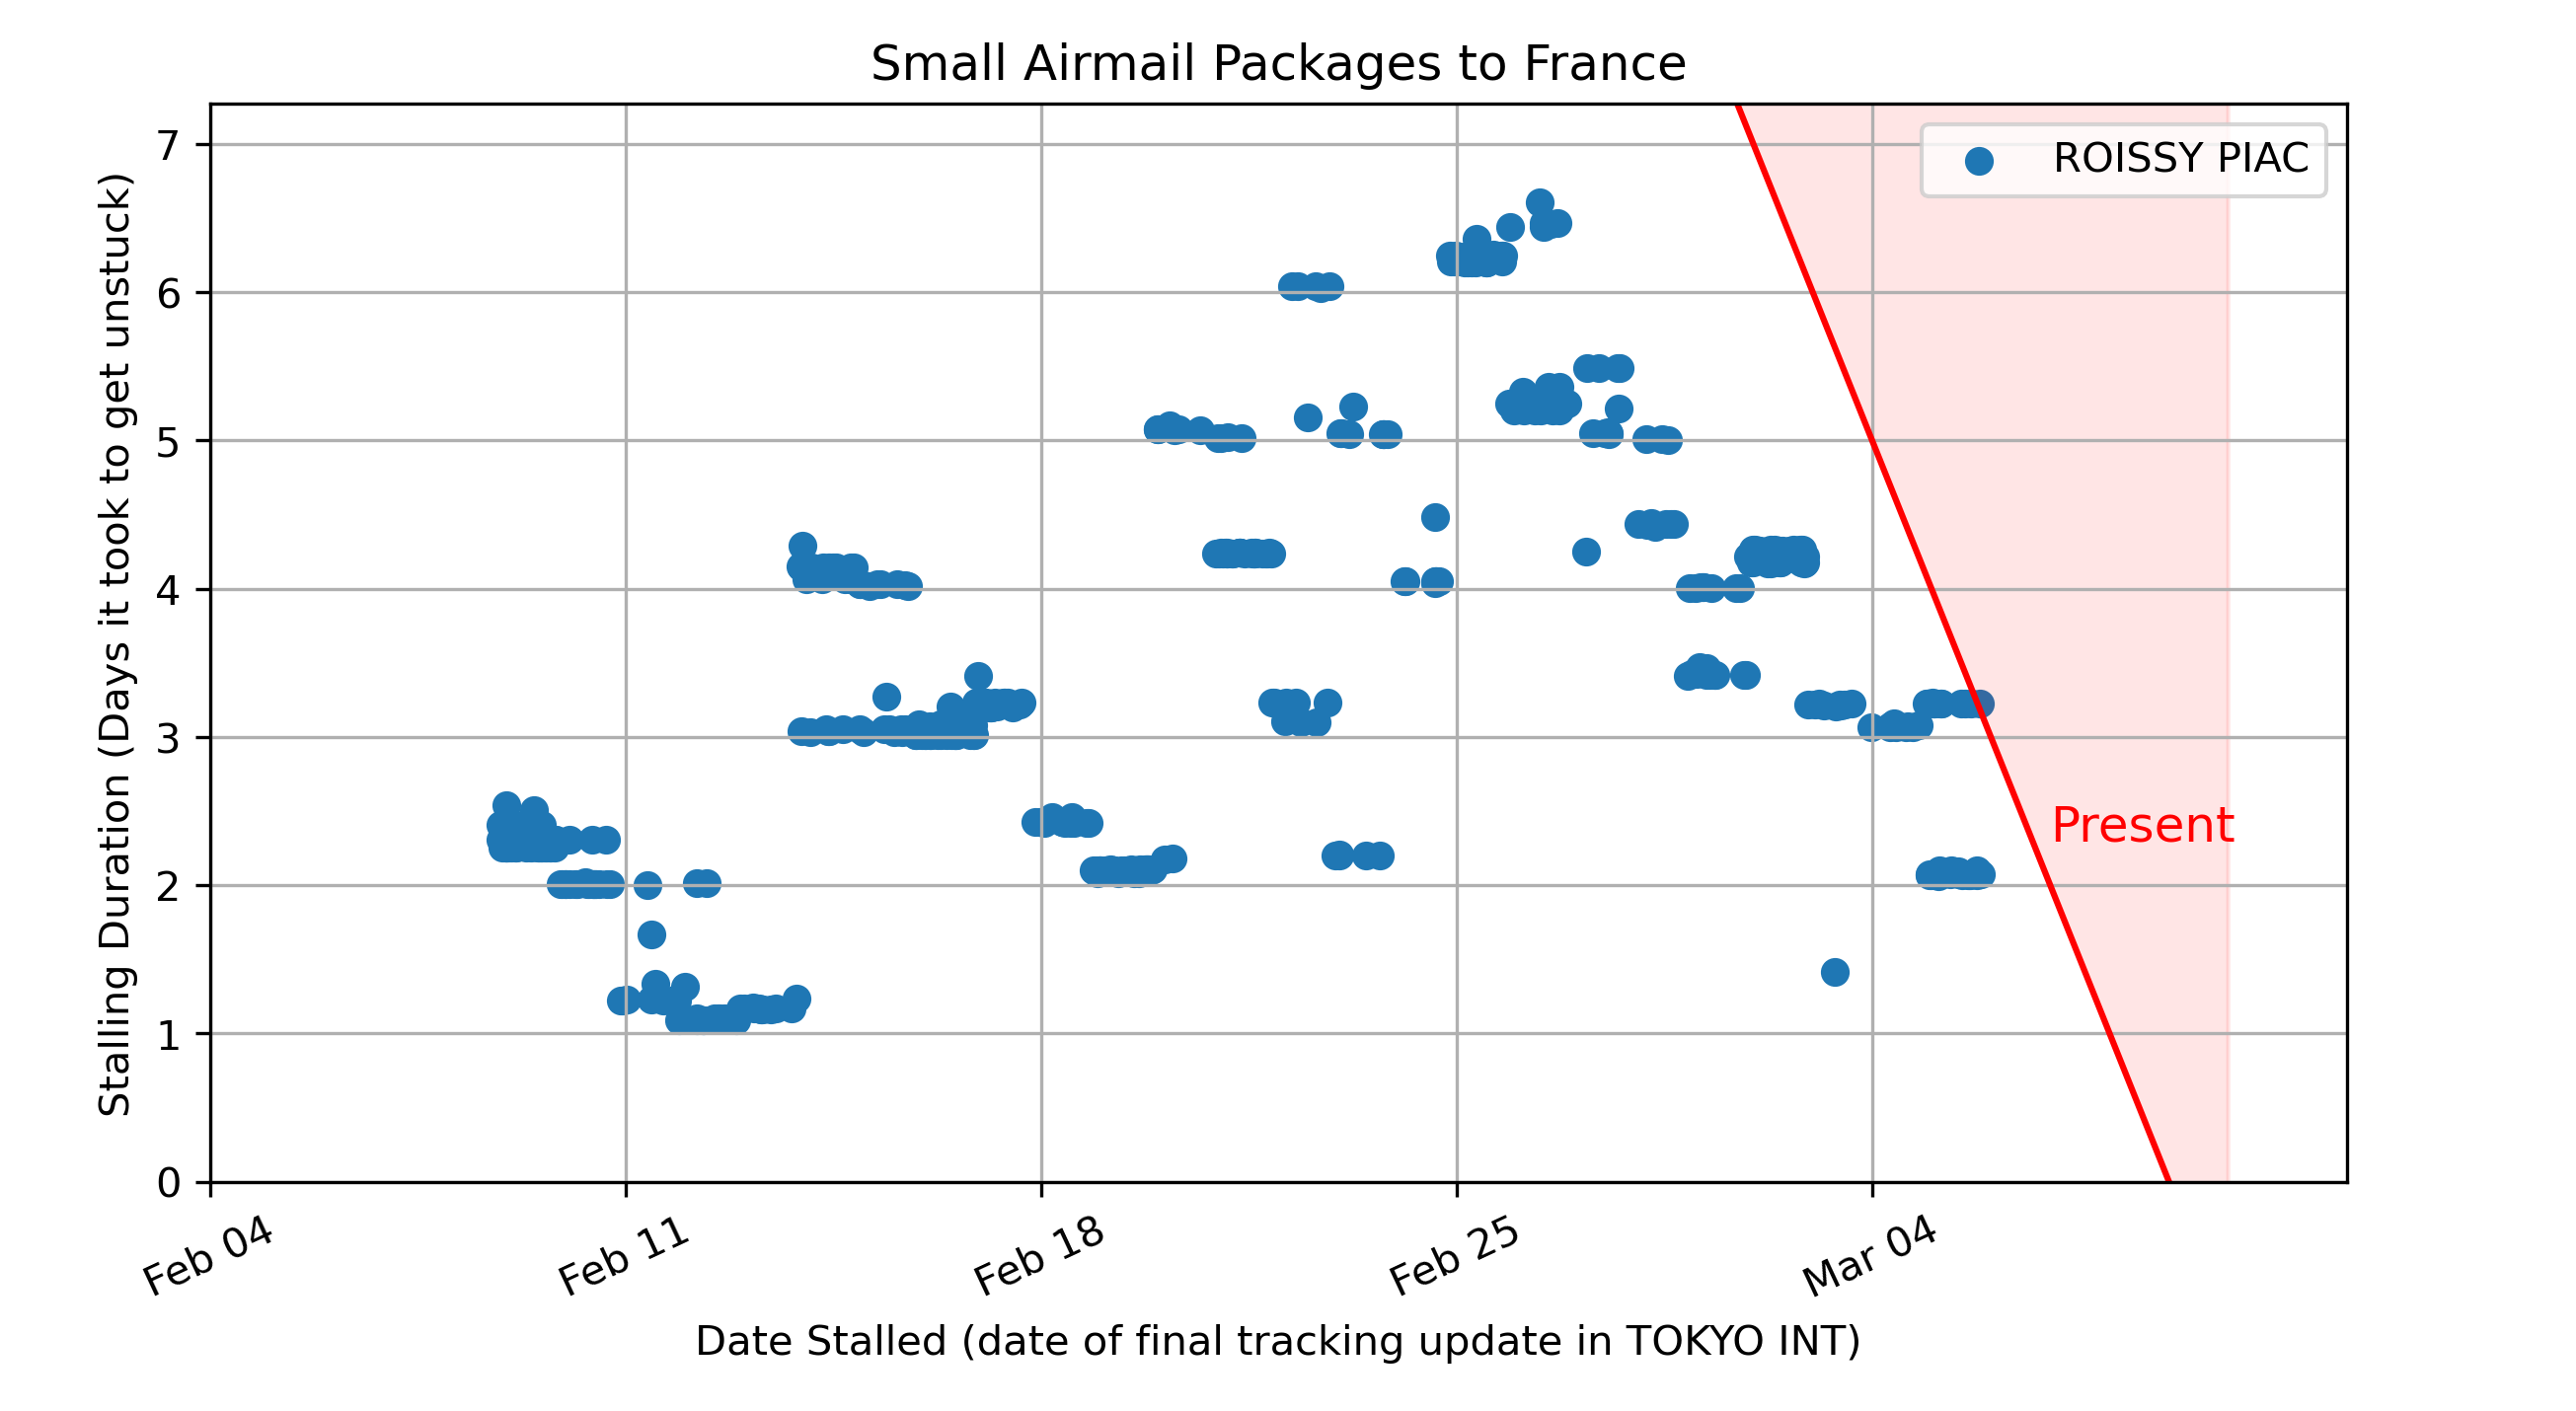 Small Airmail Packages to France
ROISSY PIAC
Stalling Duration (Days it took to get unstuck)
7
6
5
4
3
2
1
0
Present
Feb 04
Feb 11
Feb 18
Feb 25
Mar 04
Date Stalled (date of final tracking update in TOKYO INT)